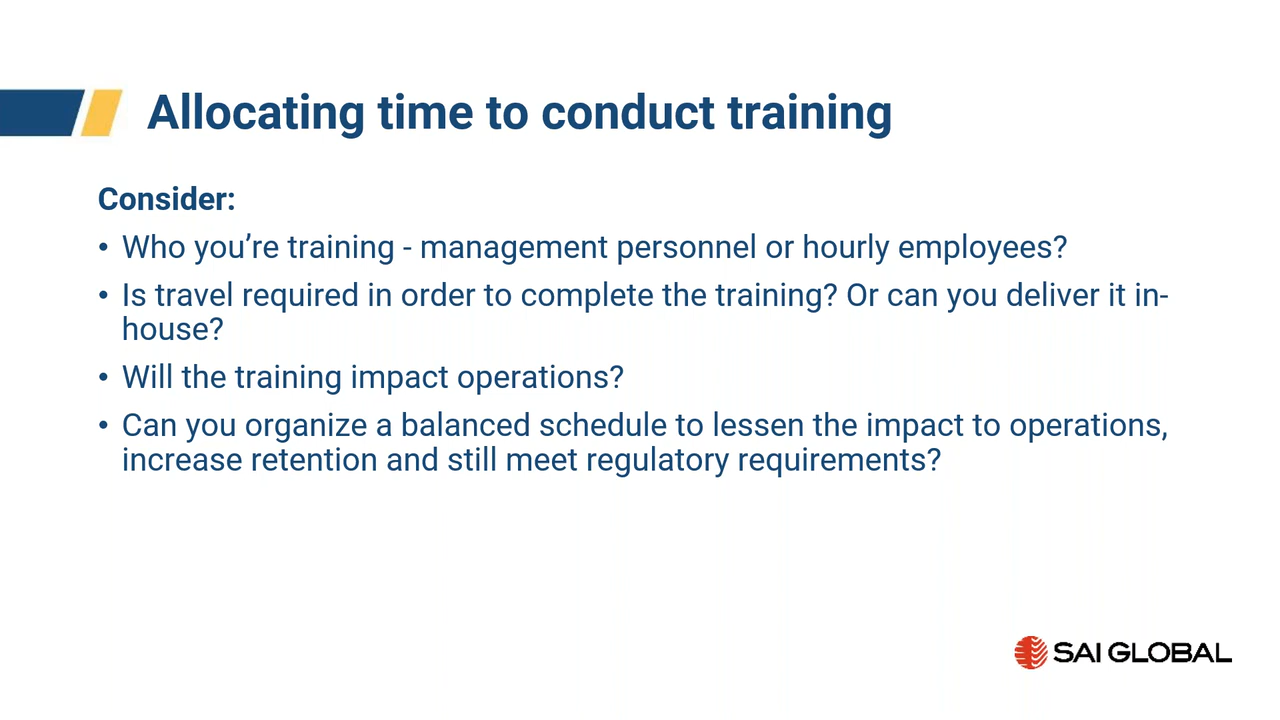 Allocating time to conduct training
Consider:
• Who you’re training - management personnel or hourly employees?
• Is travel required in order to complete the training? Or can you deliver it in-
house?
• Will the training impact operations?
• Can you organize a balanced schedule to lessen the impact to operations,
increase retention and still meet regulatory requirements?
SAI GLOBAL